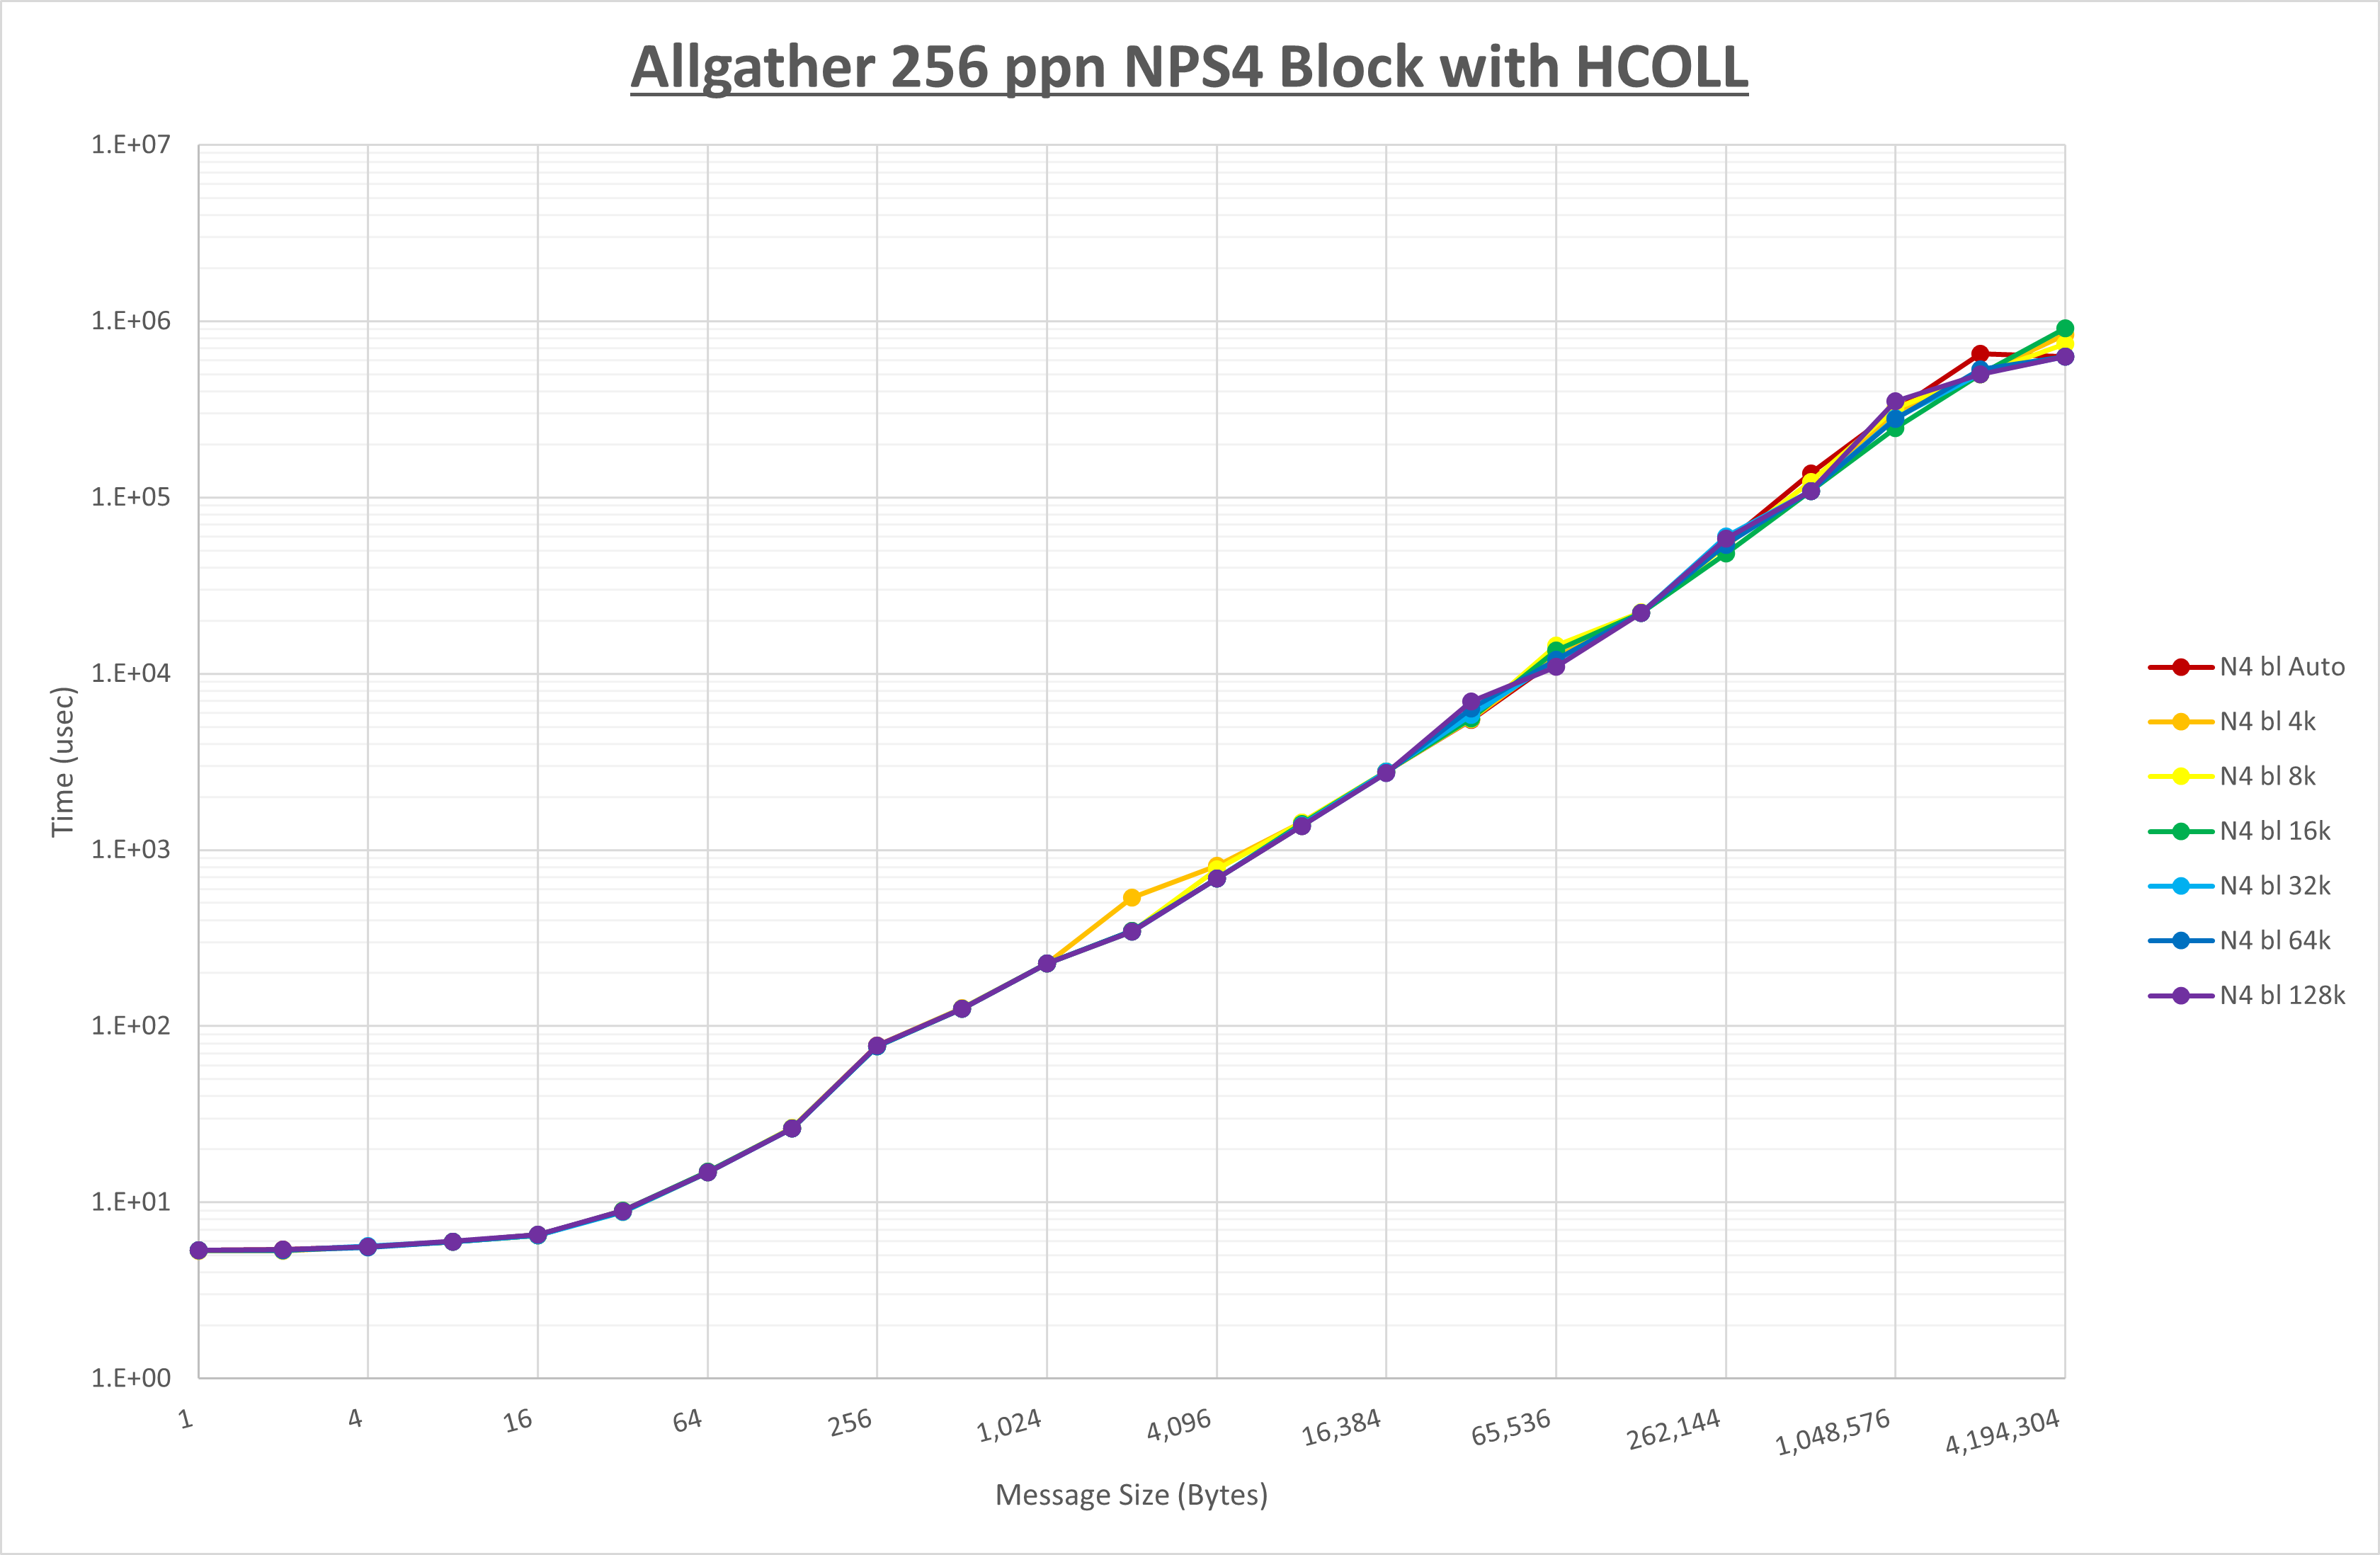 Allgather 256 ppn NPS4 Block with HCOLL
1.E+07
1.E+06
1.E+05
1.E+04
1.E+03
1.E+02
1.E+01
1.E+00
Time (usec)
1
4
16
64
256
1,024
4,096
16,384
65,536
262,144
1,048,576
4,194,304
Message Size (Bytes)
N4 bl Auto
N4 bl 4k
N4 bl 8k
N4 bl 16k
N4 bl 32k
N4 bl 64k
N4 bl 128k